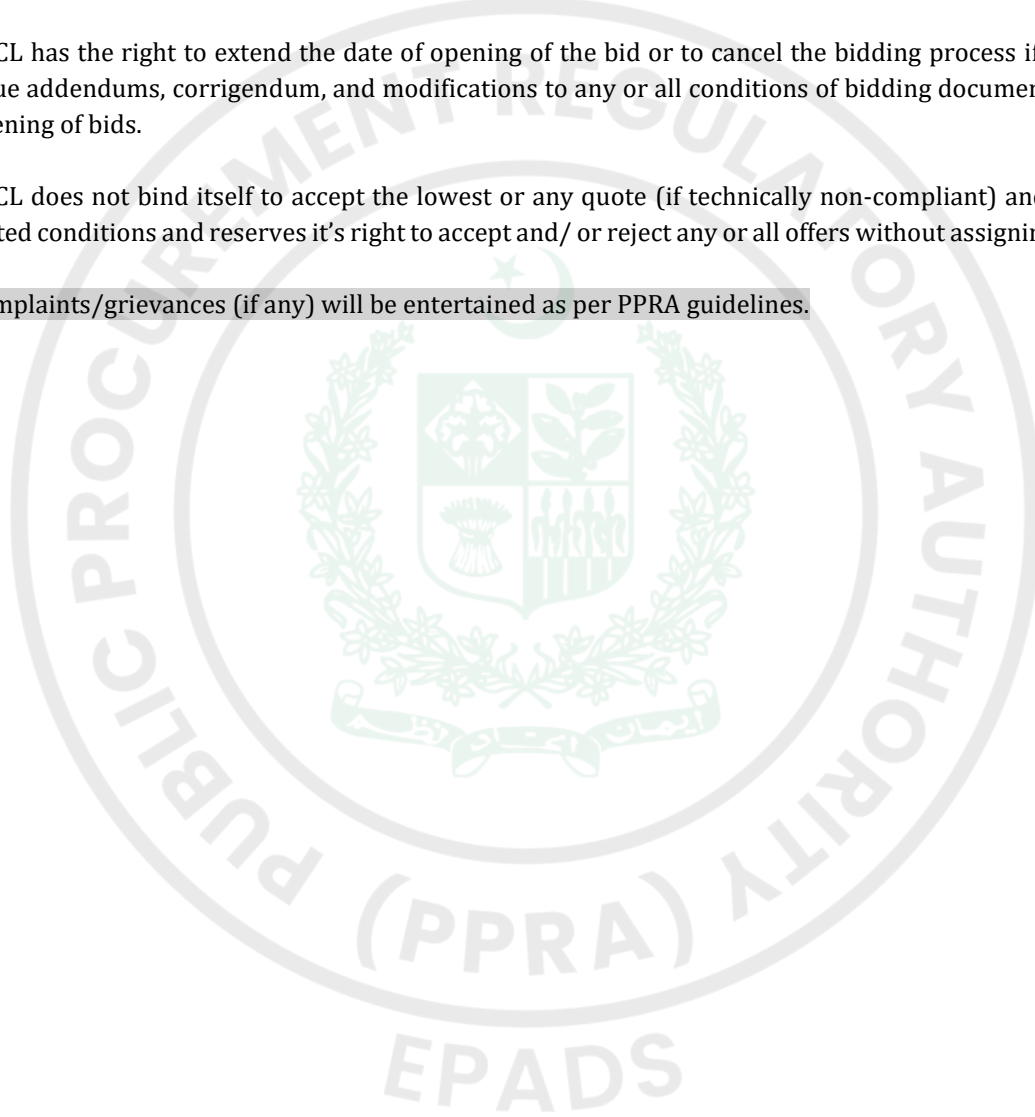 CL has the right to extend the date of opening of the bid or to cancel the bidding process if
ue addendums, corrigendum, and modifications to any or all conditions of bidding documen
ening of bids.
CL does not bind itself to accept the lowest or any quote (if technically non-compliant) and
ted conditions and reserves it's right to accept and/ or reject any or all offers without assignin
mplaints/grievances (if any) will be entertained as per PPRA guidelines.
PUBLIC PROCUREMENT REGULATORY AUTHORITY
(PPRA)
EPADS